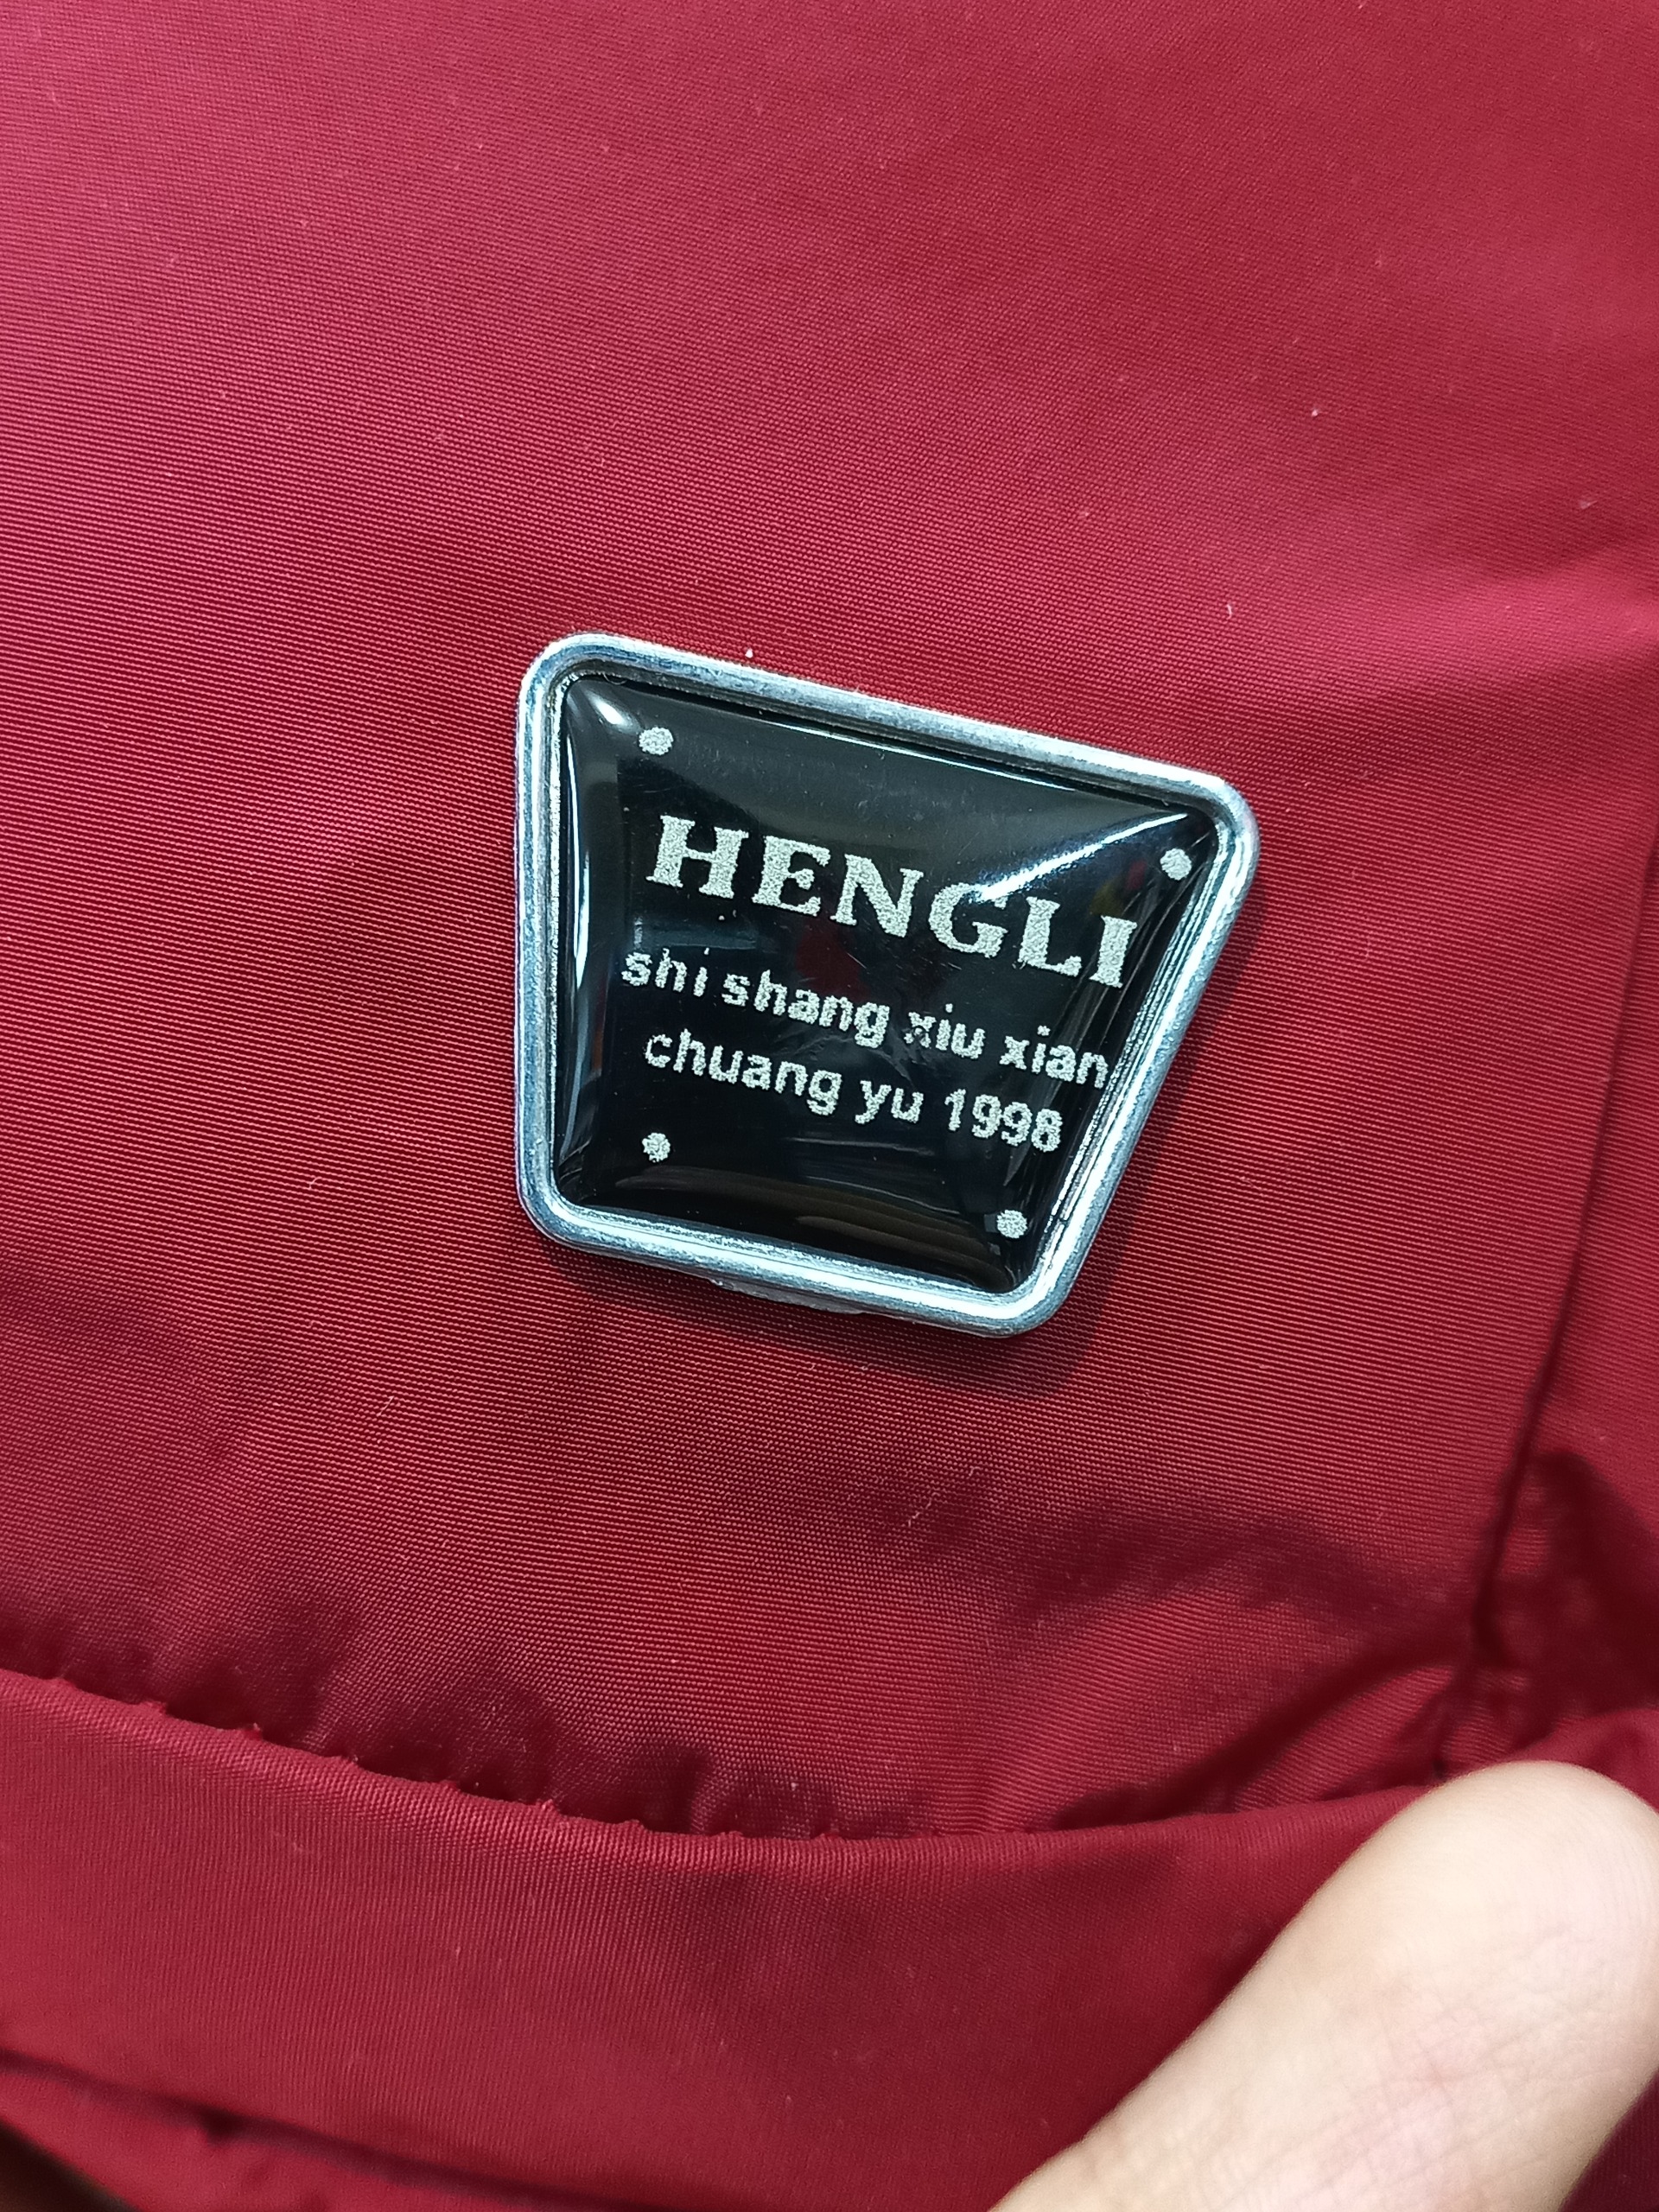 HENGLI
shi shang xiu xian
chuang yu 1998